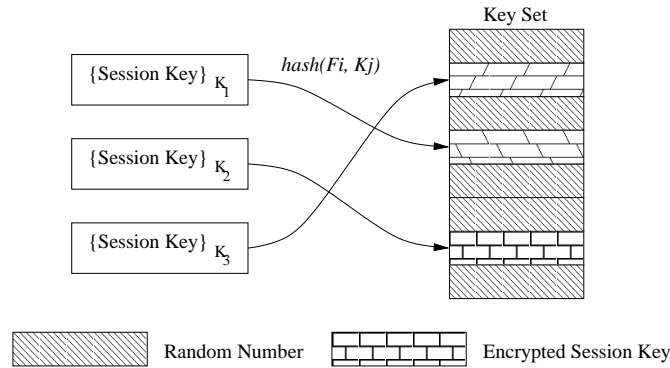 Key Set
hash(Fi, Kj)
{Session Key} K1
{Session Key} K2
{Session Key} K3
Random Number
Encrypted Session Key